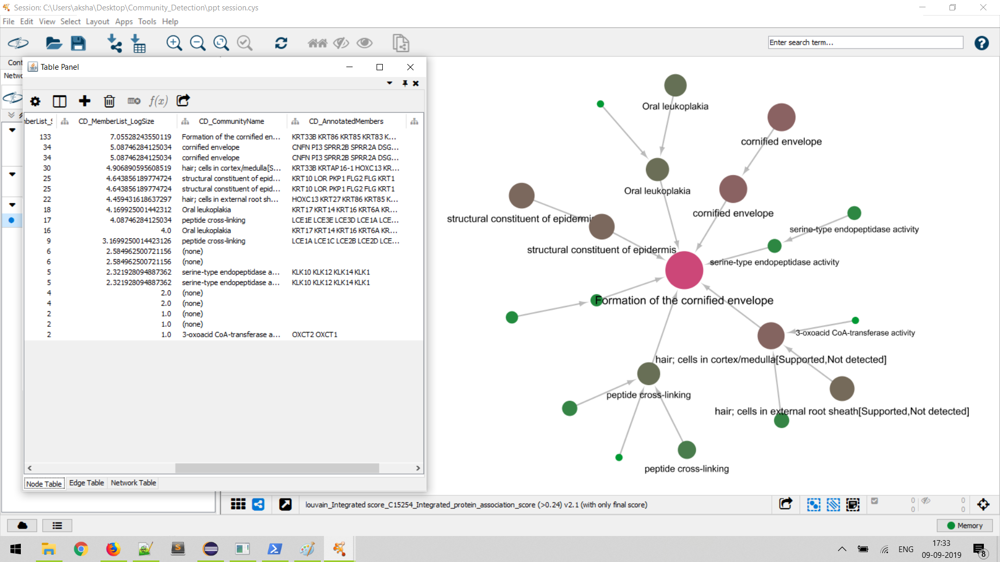 Session: C:\Users\aksha\Desktop\Community_Detection\ppt session.cys
File Edit View Select Layout Apps Tools Help
Enter search term...
Cont
Netwo
Table Panel
f(x)
CD_MemberList_LogSize CD_CommunityName CD_AnnotatedMembers
133 7.05528243550119 Formation of the cornified en... KRT33B KRT86 KRT85 KRT83 K...
34 5.08746284125034 cornified envelope CNFN PI3 SPRR2B SPRR2A DSG...
34 5.08746284125034 cornified envelope CNFN PI3 SPRR2B SPRR2A DSG...
30 4.906890595608519 hair; cells in cortex/medulla[S... KRT33B KRTAP16-1 HOXC13 KR...
25 4.643856189774724 structural constituent of epid... KRT10 LOR PKP1 FLG2 FLG KRT1
25 4.643856189774724 structural constituent of epid... KRT10 LOR PKP1 FLG2 FLG KRT1
22 4.459431618637297 hair; cells in external root sh... HOXC13 KRT27 KRT86 KRT85 K...
18 4.169925001442312 Oral leukoplakia KRT17 KRT14 KRT16 KRT6A KR...
17 4.08746284125034 peptide cross-linking LCE1E LCE3E LCE3D LCE1A LCE...
16 4.0 Oral leukoplakia KRT17 KRT14 KRT16 KRT6A KR...
9 3.1699250014423126 peptide cross-linking LCE1A LCE1C LCE2B LCE2D LCE...
6 2.584962500721156 (none)
6 2.584962500721156 (none)
5 2.321928094887362 serine-type endopeptidase a... KLK10 KLK12 KLK14 KLK1
5 2.321928094887362 serine-type endopeptidase a... KLK10 KLK12 KLK14 KLK1
4 2.0 (none)
4 2.0 (none)
2 1.0 (none)
2 1.0 (none)
2 1.0 3-oxoacid CoA-transferase a... OXCT2 OXCT1
Node Table Edge Table Network Table
Oral leukoplakia
cornified envelope
Oral leukoplakia
cornified envelope
structural constituent of epidermis
serine-type endopeptidase activity
structural constituent of epidermis
serine-type endopeptidase activity
Formation of the cornified envelope
3-oxoacid CoA-transferase activity
hair; cells in cortex/medulla[Supported,Not detected]
peptide cross-linking
hair; cells in external root sheath[Supported,Not detected]
peptide cross-linking
louvain_Integrated score_C15254_Integrated_protein_association_score (>0.24) v2.1 (with only final score)
0 0
0 0
Memory
ENG
17:33
09-09-2019
8